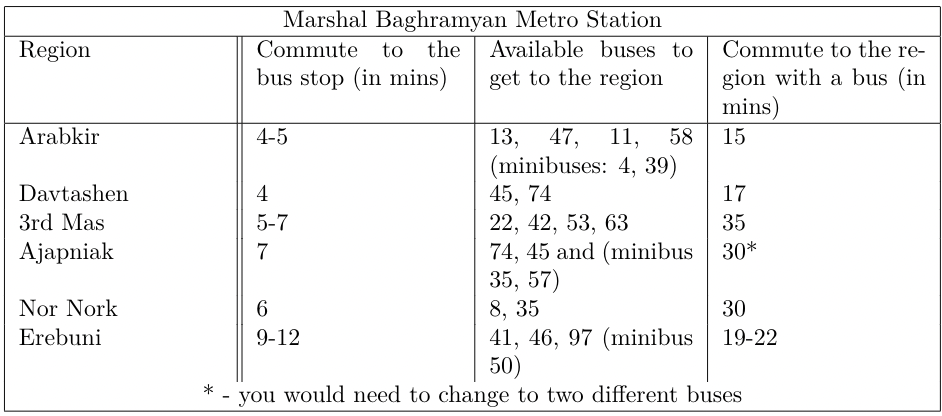 Marshal Baghramyan Metro Station
Region | Commute to the bus stop (in mins) | Available buses to get to the region | Commute to the re-gion with a bus (in mins)
Arabkir | 4-5 | 13, 47, 11, 58 (minibuses: 4, 39) | 15
Davtashen | 4 | 45, 74 | 17
3rd Mas | 5-7 | 22, 42, 53, 63 | 35
Ajapniak | 7 | 74, 45 and (minibus 35, 57) | 30*
Nor Nork | 6 | 8, 35 | 30
Erebuni | 9-12 | 41, 46, 97 (minibus 50) | 19-22
* - you would need to change to two different buses